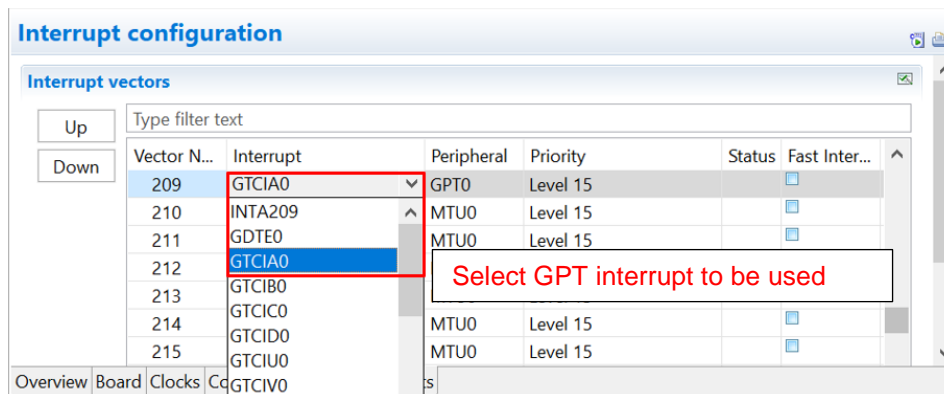 Interrupt configuration
Interrupt vectors
Up
Down
Type filter text
Vector N... Interrupt Peripheral Priority Status Fast Inter...
209 GTCIA0 GPT0 Level 15
210 INTA209 MTU0 Level 15
211 GDTE0 MTU0 Level 15
212 GTCIA0
Select GPT interrupt to be used
213 GTCIB0
214 GTCIC0 MTU0 Level 15
GTCID0
215 GTCIU0 MTU0 Level 15
Overview Board Clocks Co GTCIV0 ts